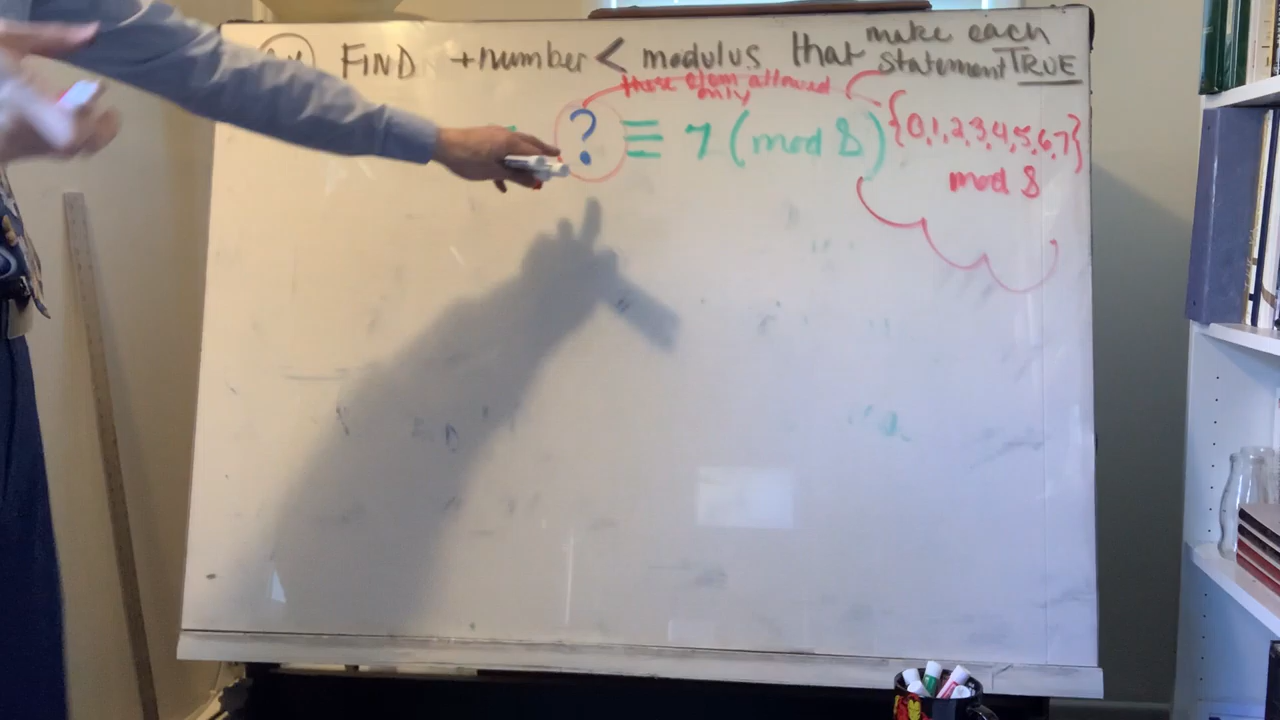 FIND +number < modulus that make each statement TRUE
these elem allowed only
? ≡ 7 (mod 8) {0,1,2,3,4,5,6,7}
mod 8